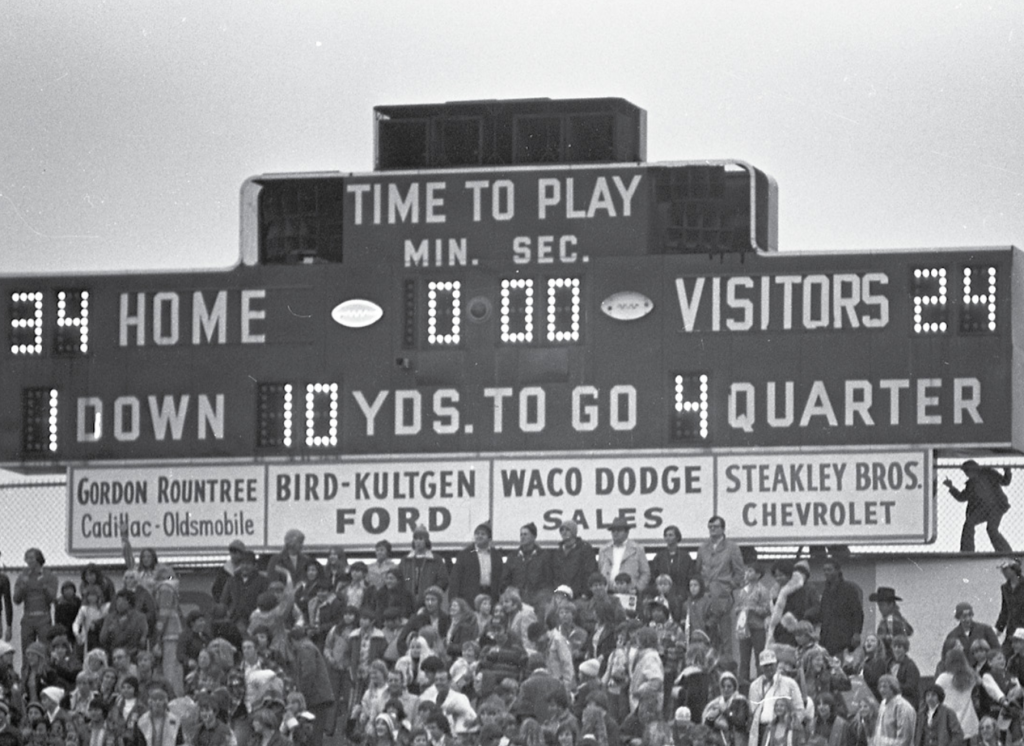 TIME TO PLAY
MIN. SEC.
34 HOME 0 00 VISITORS 24
1 DOWN 10 YDS. TO GO 4 QUARTER
GORDON ROUNTREE
Cadillac-Oldsmobile
BIRD-KULTGEN
FORD
WACO DODGE
SALES
STEAKLEY BROS.
CHEVROLET